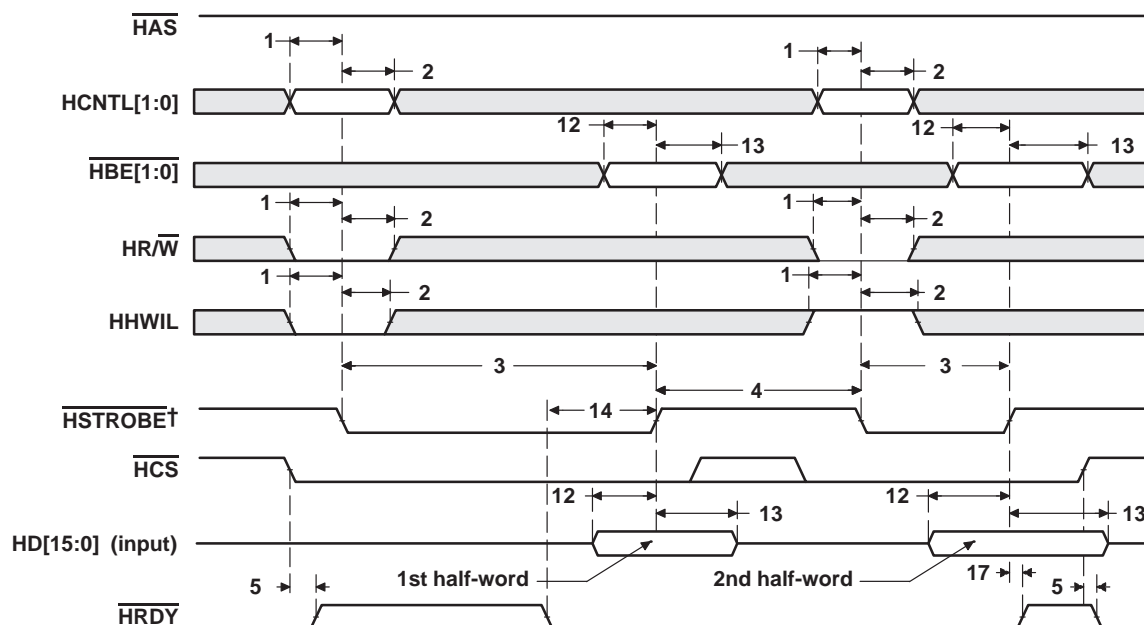 HAS
1
1
2
2
HCNTL[1:0]
12
12
13
13
HBE[1:0]
1
1
2
2
HR/W
1
1
2
2
HHWIL
3
3
4
14
HSTROBE†
HCS
12
12
13
13
HD[15:0] (input)
1st half-word
2nd half-word
5
17
5
HRDY